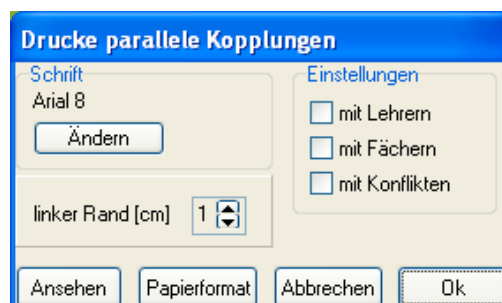 Drucke parallele Kopplungen
Schrift
Arial 8
Ändern
linker Rand [cm] 1
Einstellungen
mit Lehrern
mit Fächern
mit Konflikten
Ansehen Papierformat Abbrechen Ok